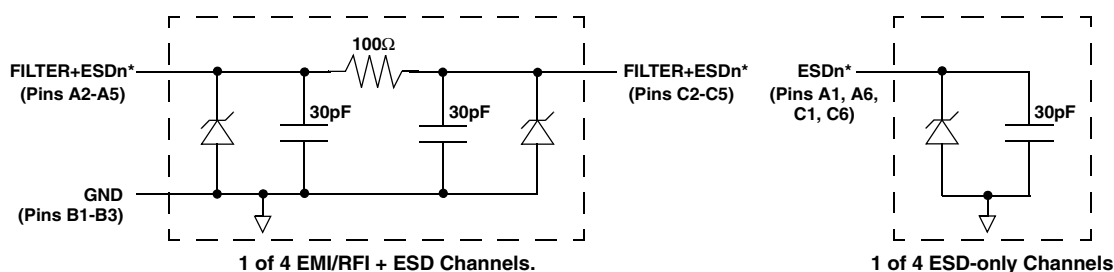 100Ω
FILTER+ESDn*
(Pins A2-A5)
30pF
30pF
FILTER+ESDn*
(Pins C2-C5)
GND
(Pins B1-B3)
1 of 4 EMI/RFI + ESD Channels.
ESDn*
(Pins A1, A6,
C1, C6)
30pF
1 of 4 ESD-only Channels